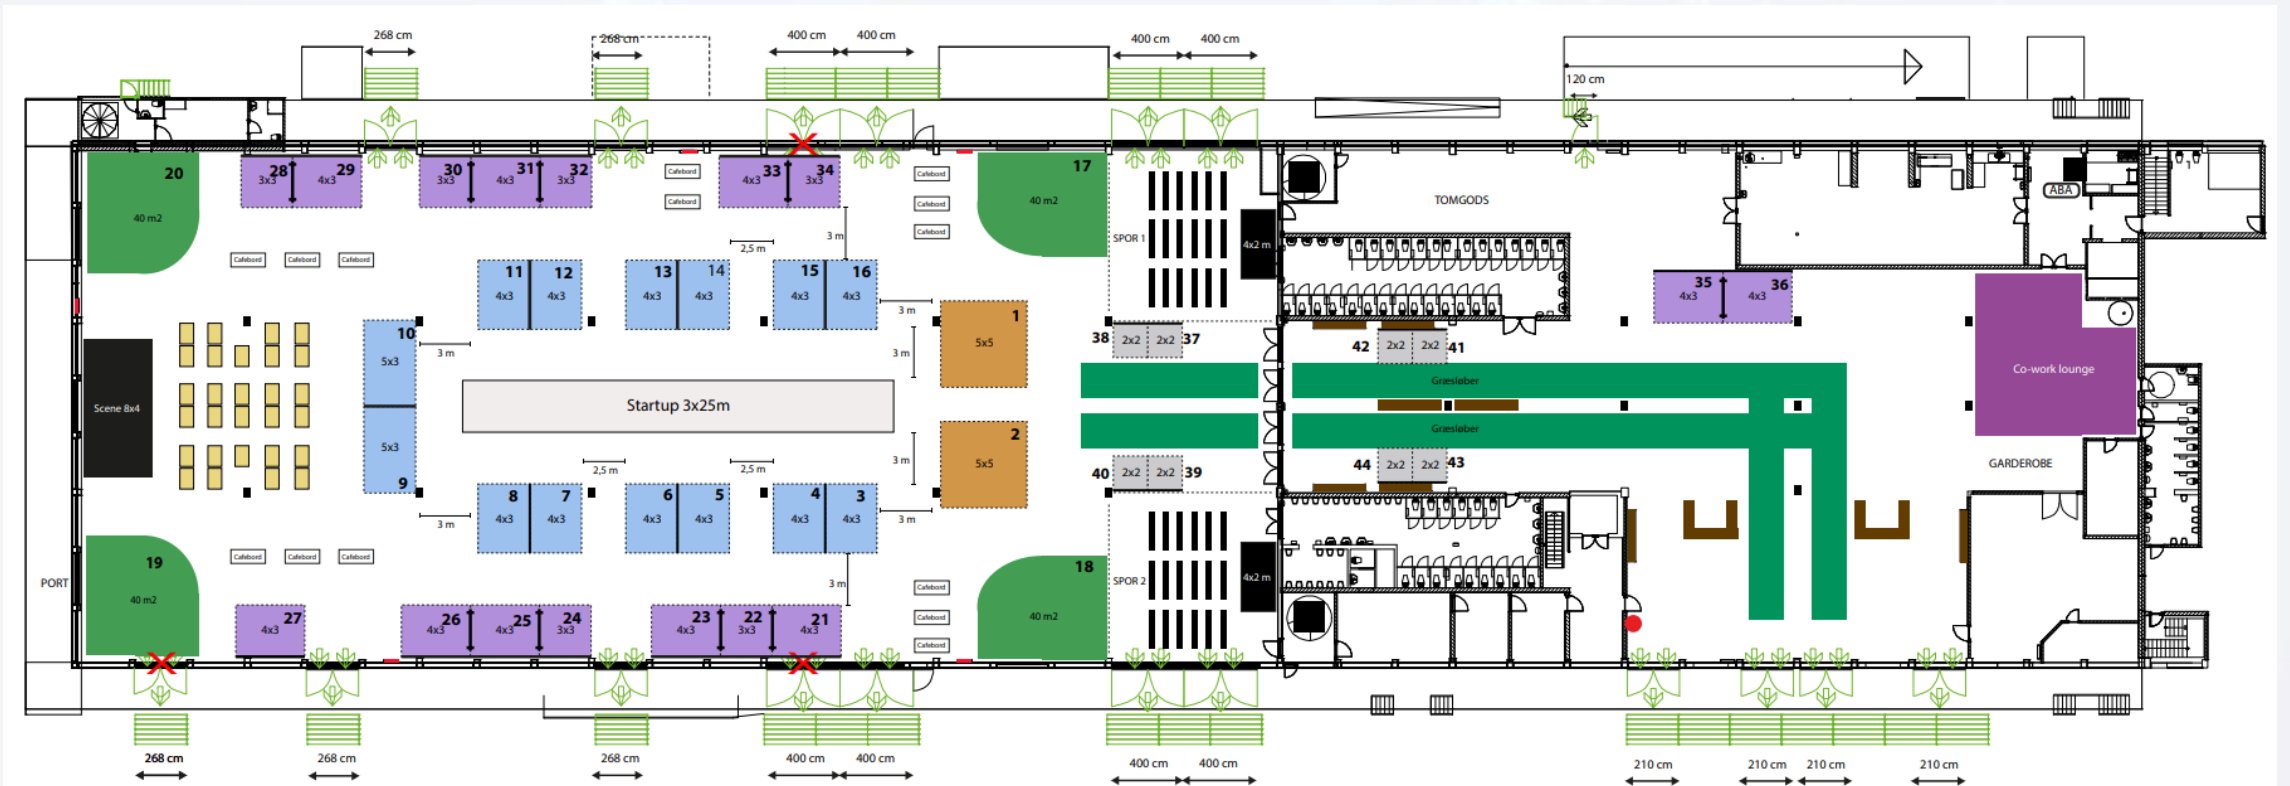 268 cm
268 cm
400 cm
400 cm
400 cm
400 cm
120 cm
20
40 m2
28
3x3
29
4x3
30
3x3
31
4x3
32
3x3
Cafebord
Cafebord
33
4x3
34
3x3
Cafebord
Cafebord
Cafebord
17
40 m2
SPOR 1
4x2 m
TOMGODS
ABA
3 m
2,5 m
Cafebord
Cafebord
Cafebord
11
4x3
12
4x3
13
4x3
14
4x3
15
4x3
16
4x3
3 m
35
4x3
36
4x3
10
5x3
3 m
3 m
1
5x5
38
2x2
2x2
37
42
2x2
2x2
41
Scene 8x4
Startup 3x25m
Græsløber
Græsløber
Co-work lounge
GARDEROBE
5x3
9
3 m
2,5 m
2,5 m
3 m
2
5x5
40
2x2
2x2
39
44
2x2
2x2
43
8
4x3
7
4x3
6
4x3
5
4x3
4
4x3
3
4x3
3 m
3 m
Cafebord
Cafebord
Cafebord
PORT
19
40 m2
27
4x3
26
4x3
25
4x3
24
3x3
23
4x3
22
3x3
21
4x3
Cafebord
Cafebord
Cafebord
18
40 m2
SPOR 2
4x2 m
268 cm
268 cm
268 cm
400 cm
400 cm
400 cm
400 cm
210 cm
210 cm
210 cm
210 cm